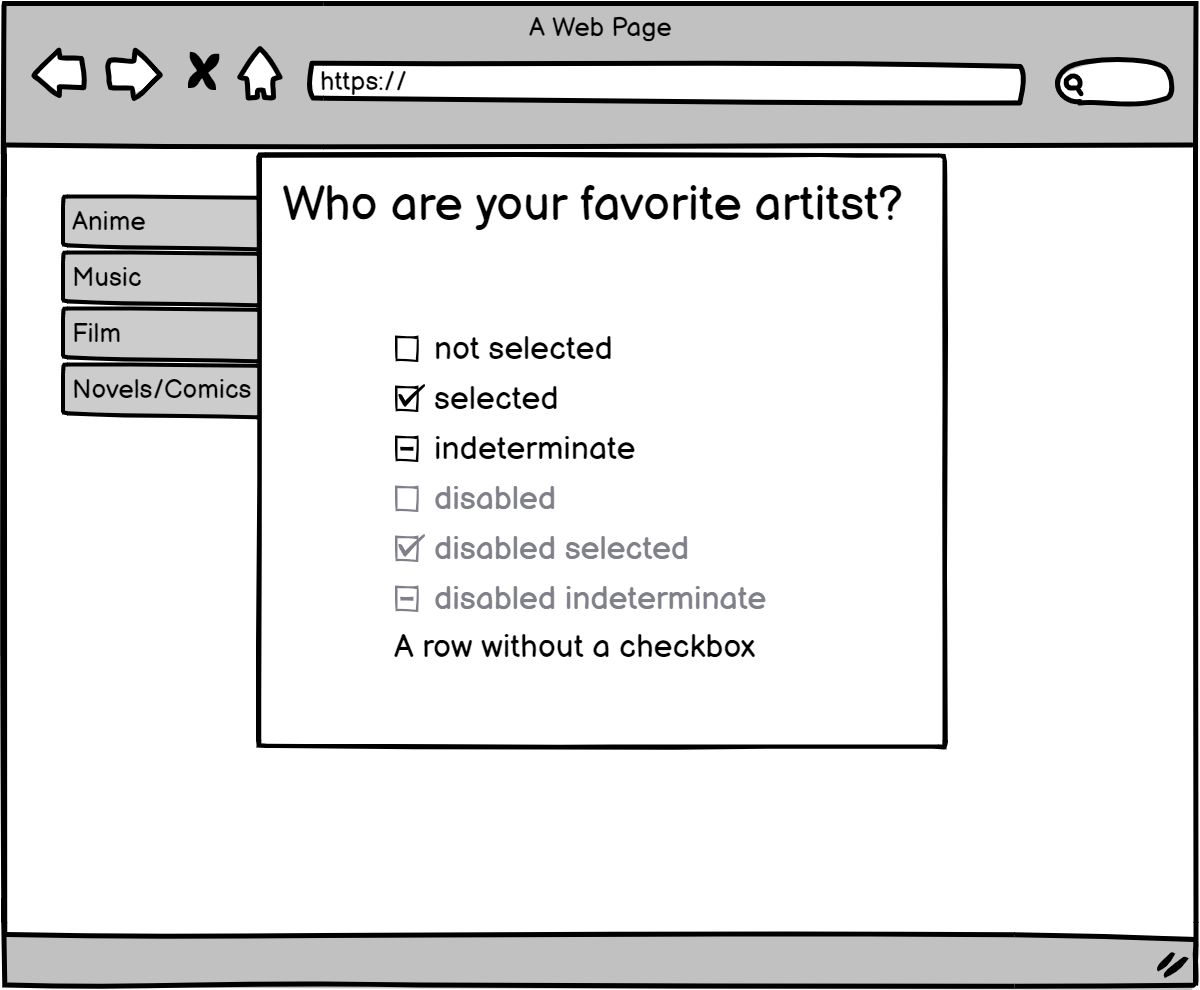 A Web Page
https://
Who are your favorite artitst?
Anime
Music
Film
Novels/Comics
not selected
selected
indeterminate
disabled
disabled selected
disabled indeterminate
A row without a checkbox